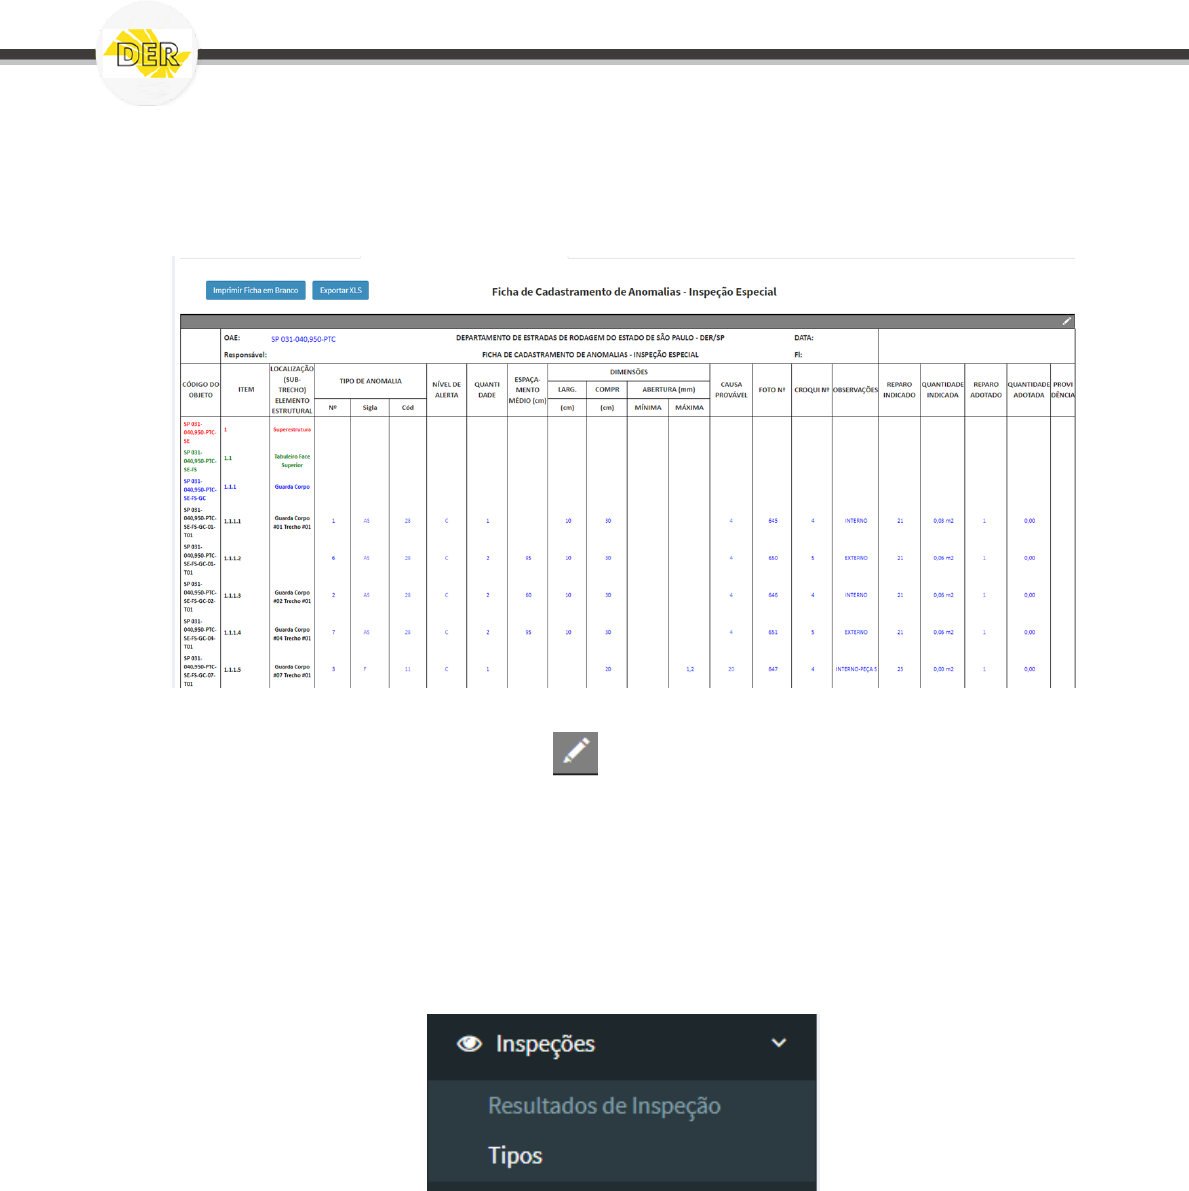 DER
Imprimir Ficha em Branco Exportar XLS Ficha de Cadastramento de Anomalias - Inspeção Especial
OAE: SP 031-040,950-PTC DEPARTAMENTO DE ESTRADAS DE RODAGEM DO ESTADO DE SÃO PAULO - DER/SP DATA:
Responsável: FICHA DE CADASTRAMENTO DE ANOMALIAS - INSPEÇÃO ESPECIAL Fl:
CÓDIGO DO OBJETO ITEM LOCALIZAÇÃO (SUB-TRECHO) ELEMENTO ESTRUTURAL TIPO DE ANOMALIA NÍVEL DE ALERTA QUANTI DADE ESPAÇA-MENTO MÉDIO (cm) DIMENSÕES CAUSA PROVÁVEL FOTO Nº CROQUI Nº OBSERVAÇÕES REPARO INDICADO QUANTIDADE INDICADA REPARO ADOTADO QUANTIDADE ADOTADA PROVI DÊNCIA
LARG. COMPR ABERTURA (mm)
Nº Sigla Cód (cm) (cm) MÍNIMA MÁXIMA
SP 031-040,950-PTC-SE 1 Superestrutura
SP 031-040,950-PTC-SE-FS 1.1 Tabuleiro Face Superior
SP 031-040,950-PTC-SE-FS-GC 1.1.1 Guarda Corpo
SP 031-040,950-PTC-SE-FS-GC-01-T01 1.1.1.1 Guarda Corpo #01 Trecho #01 1 AS 28 C 1 10 30 4 645 4 INTERNO 21 0,03 m2 1 0,00
SP 031-040,950-PTC-SE-FS-GC-01-T01 1.1.1.2 6 AS 28 C 2 95 10 30 4 650 5 EXTERNO 21 0,06 m2 1 0,00
SP 031-040,950-PTC-SE-FS-GC-02-T01 1.1.1.3 Guarda Corpo #02 Trecho #01 2 AS 28 C 2 80 10 30 4 646 4 INTERNO 21 0,06 m2 1 0,00
SP 031-040,950-PTC-SE-FS-GC-04-T01 1.1.1.4 Guarda Corpo #04 Trecho #01 7 AS 28 C 2 95 10 30 4 651 5 EXTERNO 21 0,06 m2 1 0,00
SP 031-040,950-PTC-SE-FS-GC-07-T01 1.1.1.5 Guarda Corpo #07 Trecho #01 3 F 11 C 1 20 1,2 20 647 4 INTERNO-PEÇA 5 25 0,00 m2 1 0,00
Inspeções
Resultados de Inspeção
Tipos